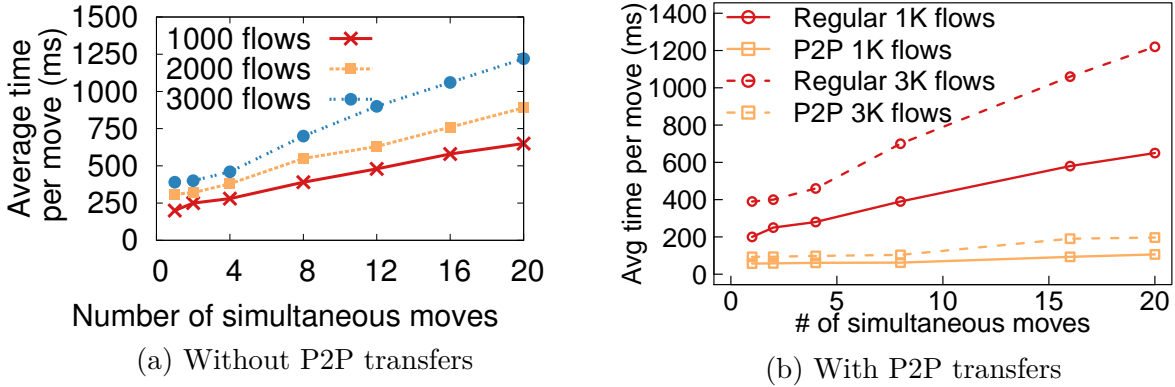 Average time
per move (ms)
1250
1000
750
500
250
0
1000 flows
2000 flows
3000 flows
0 4 8 12 16 20
Number of simultaneous moves
(a) Without P2P transfers
Avg time per move (ms)
1400
1200
1000
800
600
400
200
0
Regular 1K flows
P2P 1K flows
Regular 3K flows
P2P 3K flows
0 5 10 15 20
# of simultaneous moves
(b) With P2P transfers